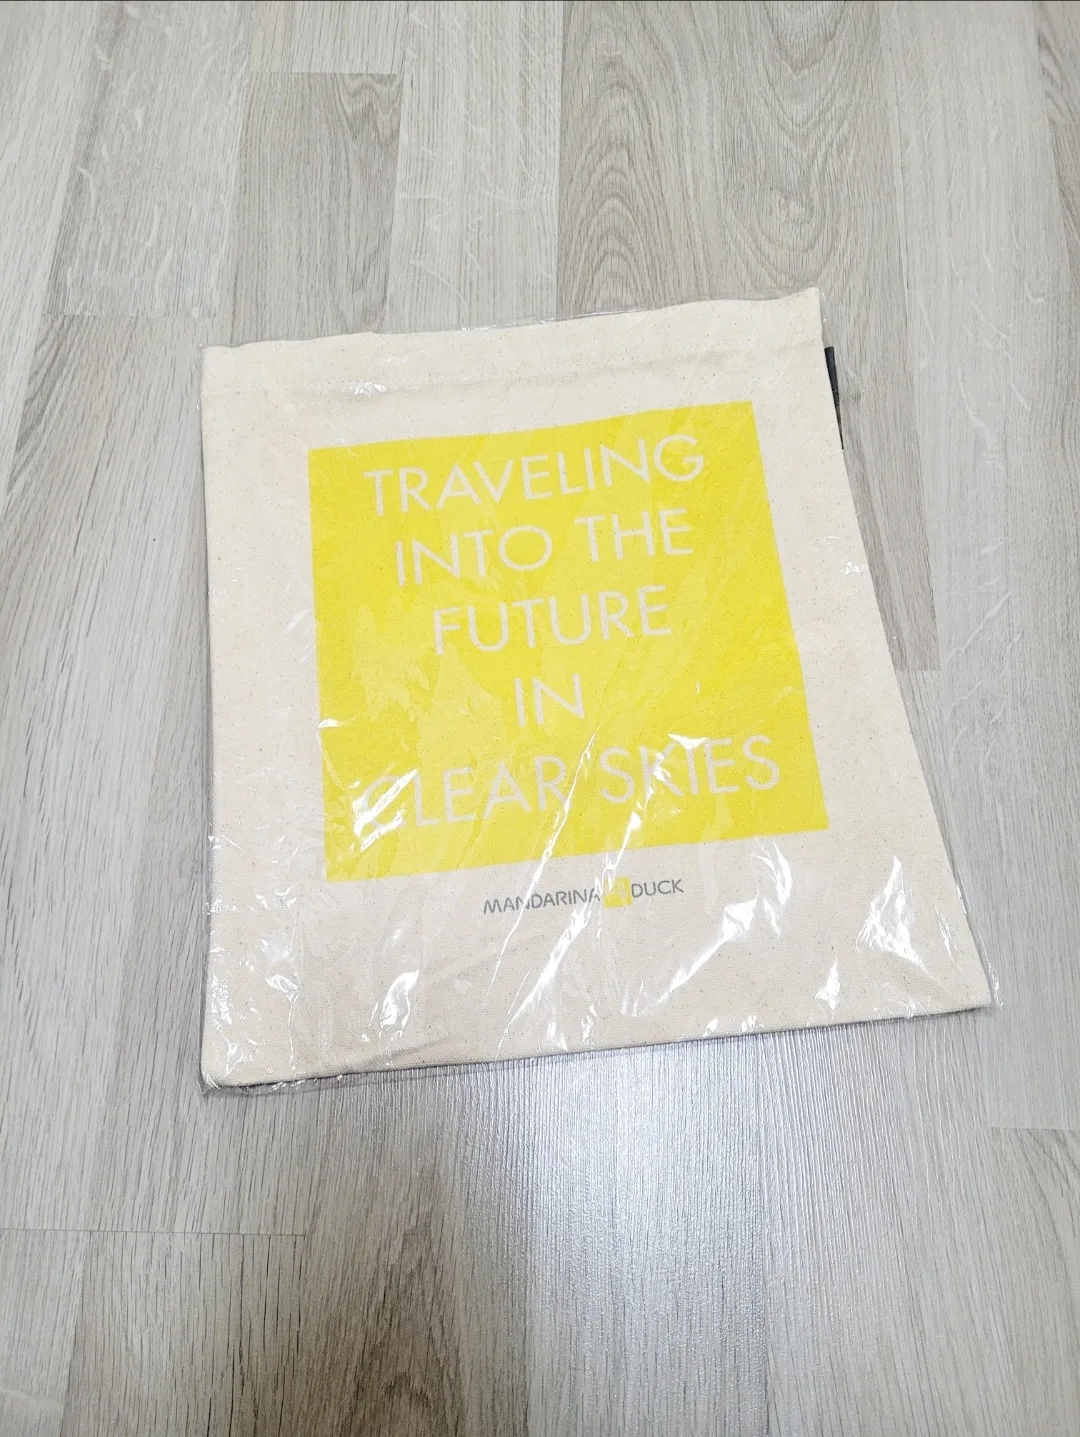 TRAVELING
INTO THE
FUTURE
IN
CLEAR SKIES
MANDARINA DUCK